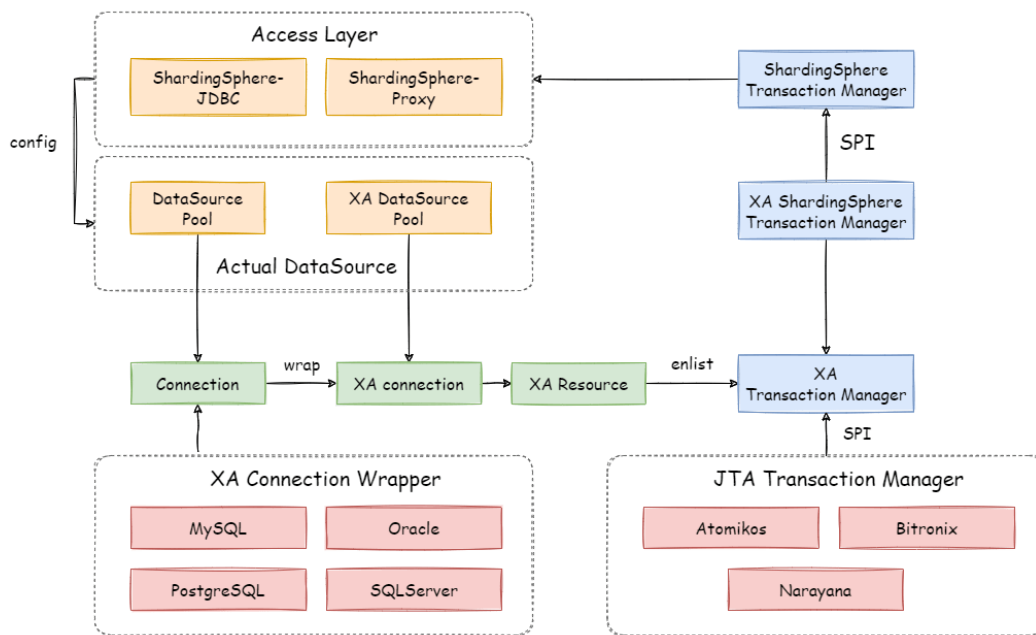 Access Layer
ShardingSphere-
JDBC
ShardingSphere-
Proxy
ShardingSphere
Transaction Manager
config
SPI
DataSource
Pool
XA DataSource
Pool
XA ShardingSphere
Transaction Manager
Actual DataSource
Connection
wrap
XA connection
XA Resource
enlist
XA
Transaction Manager
SPI
XA Connection Wrapper
MySQL
Oracle
PostgreSQL
SQLServer
JTA Transaction Manager
Atomikos
Bitronix
Narayana